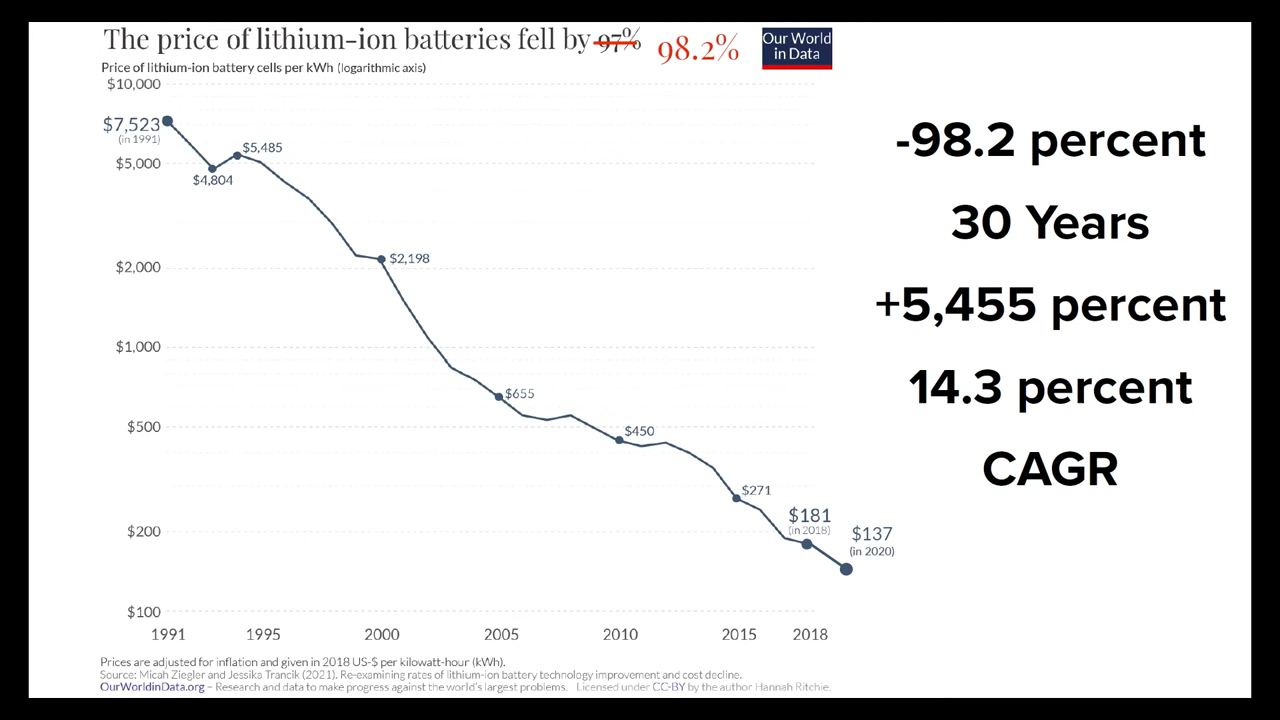 The price of lithium-ion batteries fell by 97% 98.2%
Our World
in Data
Price of lithium-ion battery cells per kWh (logarithmic axis)
$10,000
$7,523
(in 1991)
$5,485
$5,000
$4,804
$2,198
$2,000
$1,000
$655
$500
$450
$271
$181
(in 2018)
$200
$137
(in 2020)
$100
1991 1995 2000 2005 2010 2015 2018
-98.2 percent
30 Years
+5,455 percent
14.3 percent
CAGR
Prices are adjusted for inflation and given in 2018 US-$ per kilowatt-hour (kWh).
Source: Micah Ziegler and Jessika Trancik (2021). Re-examining rates of lithium-ion battery technology improvement and cost decline.
OurWorldinData.org – Research and data to make progress against the world's largest problems. Licensed under CC-BY by the author Hannah Ritchie.